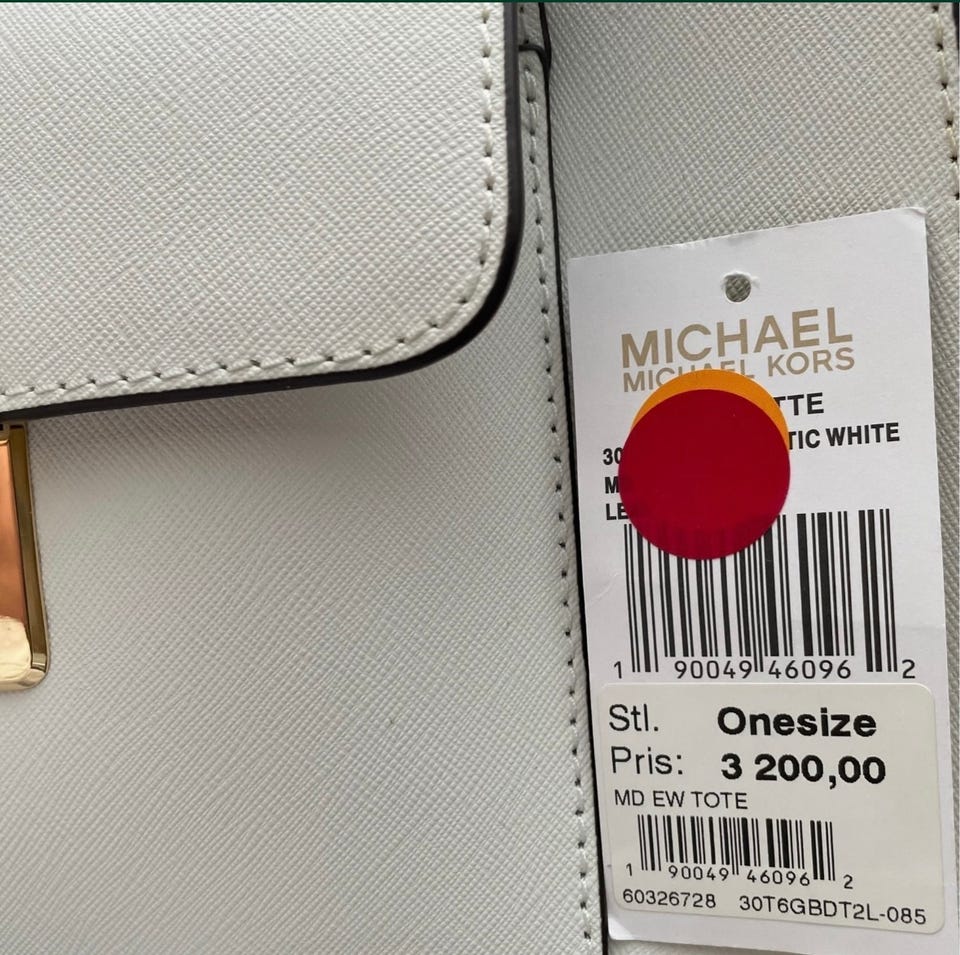 MICHAEL
MICHAEL KORS
TTE
30 TIC WHITE
M
LE
1 90049 46096 2
Stl. Onesize
Pris: 3 200,00
MD EW TOTE
1 90049 46096 2
60326728 30T6GBDT2L-085